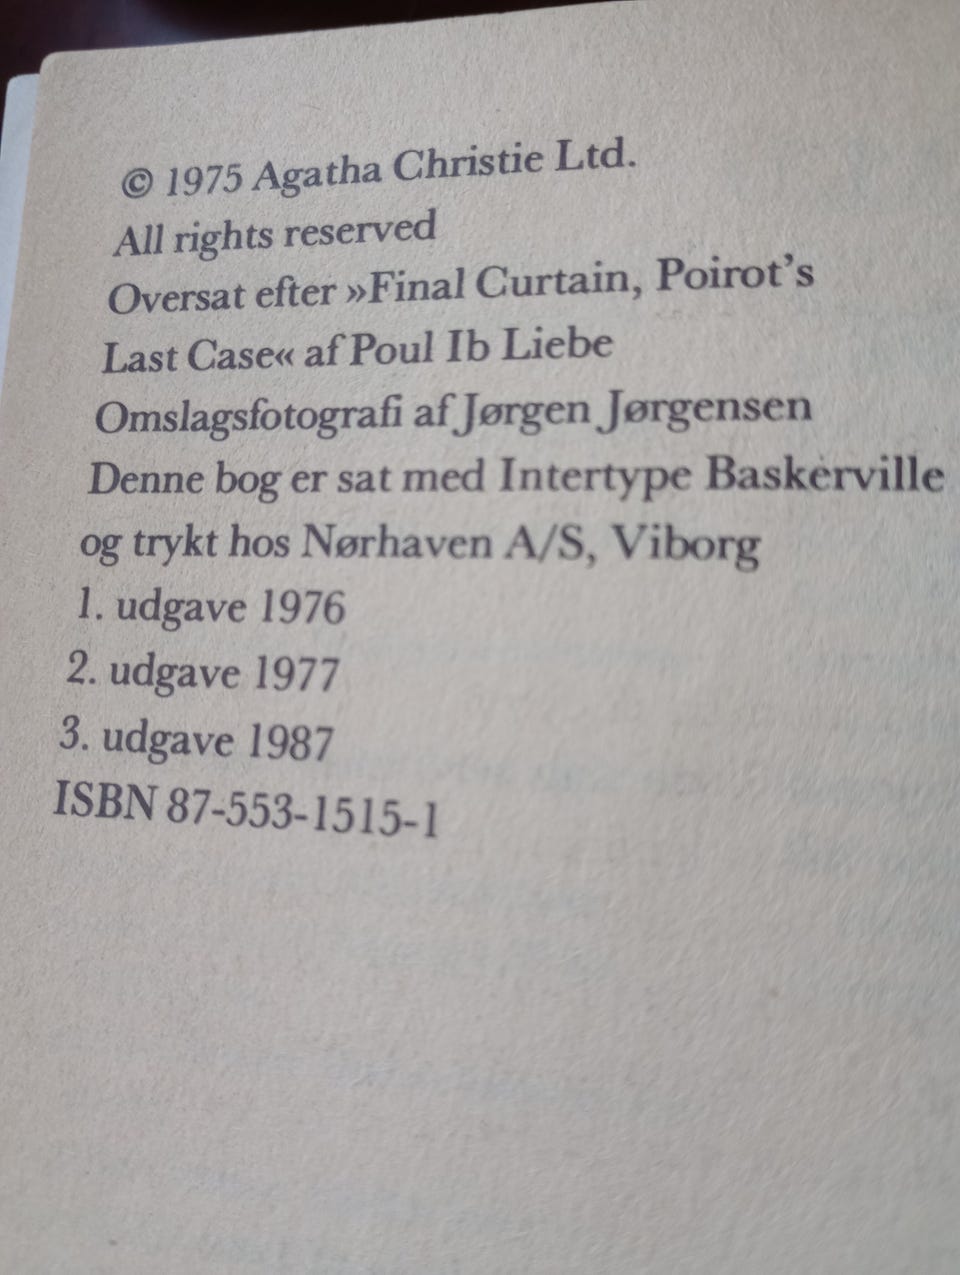 © 1975 Agatha Christie Ltd.
All rights reserved
Oversat efter »Final Curtain, Poirot’s
Last Case« af Poul Ib Liebe
Omslagsfotografi af Jørgen Jørgensen
Denne bog er sat med Intertype Baskerville
og trykt hos Nørhaven A/S, Viborg
1. udgave 1976
2. udgave 1977
3. udgave 1987
ISBN 87-553-1515-1